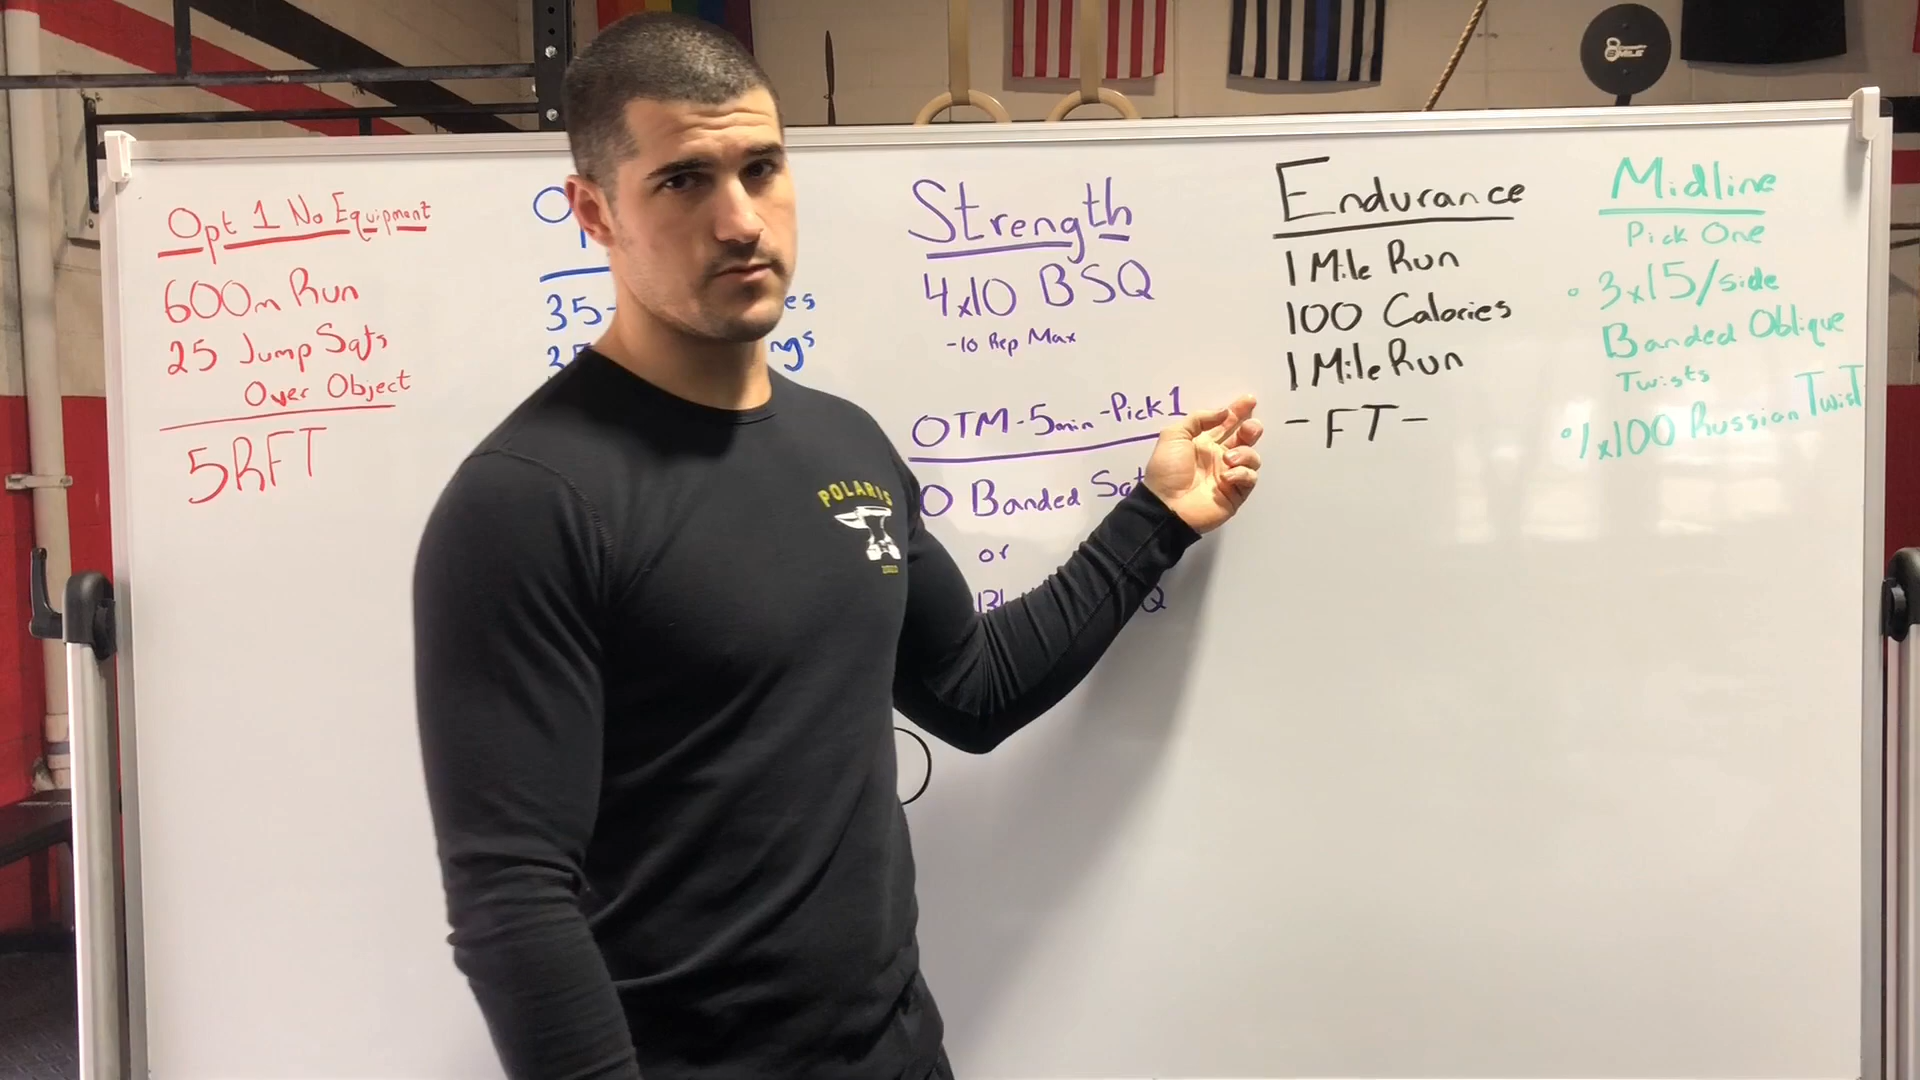 Opt 1 No Equipment
600m Run
25 Jump Sqts
Over Object
5RFT
35-
Strength
4x10 BSQ
-10 Rep Max
OTM - 5min - Pick 1
Banded Sqt
or
Endurance
1 Mile Run
100 Calories
1 Mile Run
- FT -
Midline
Pick One
3x15/side
Banded Oblique
Twists
1x100 Russian Twist
POLARIS